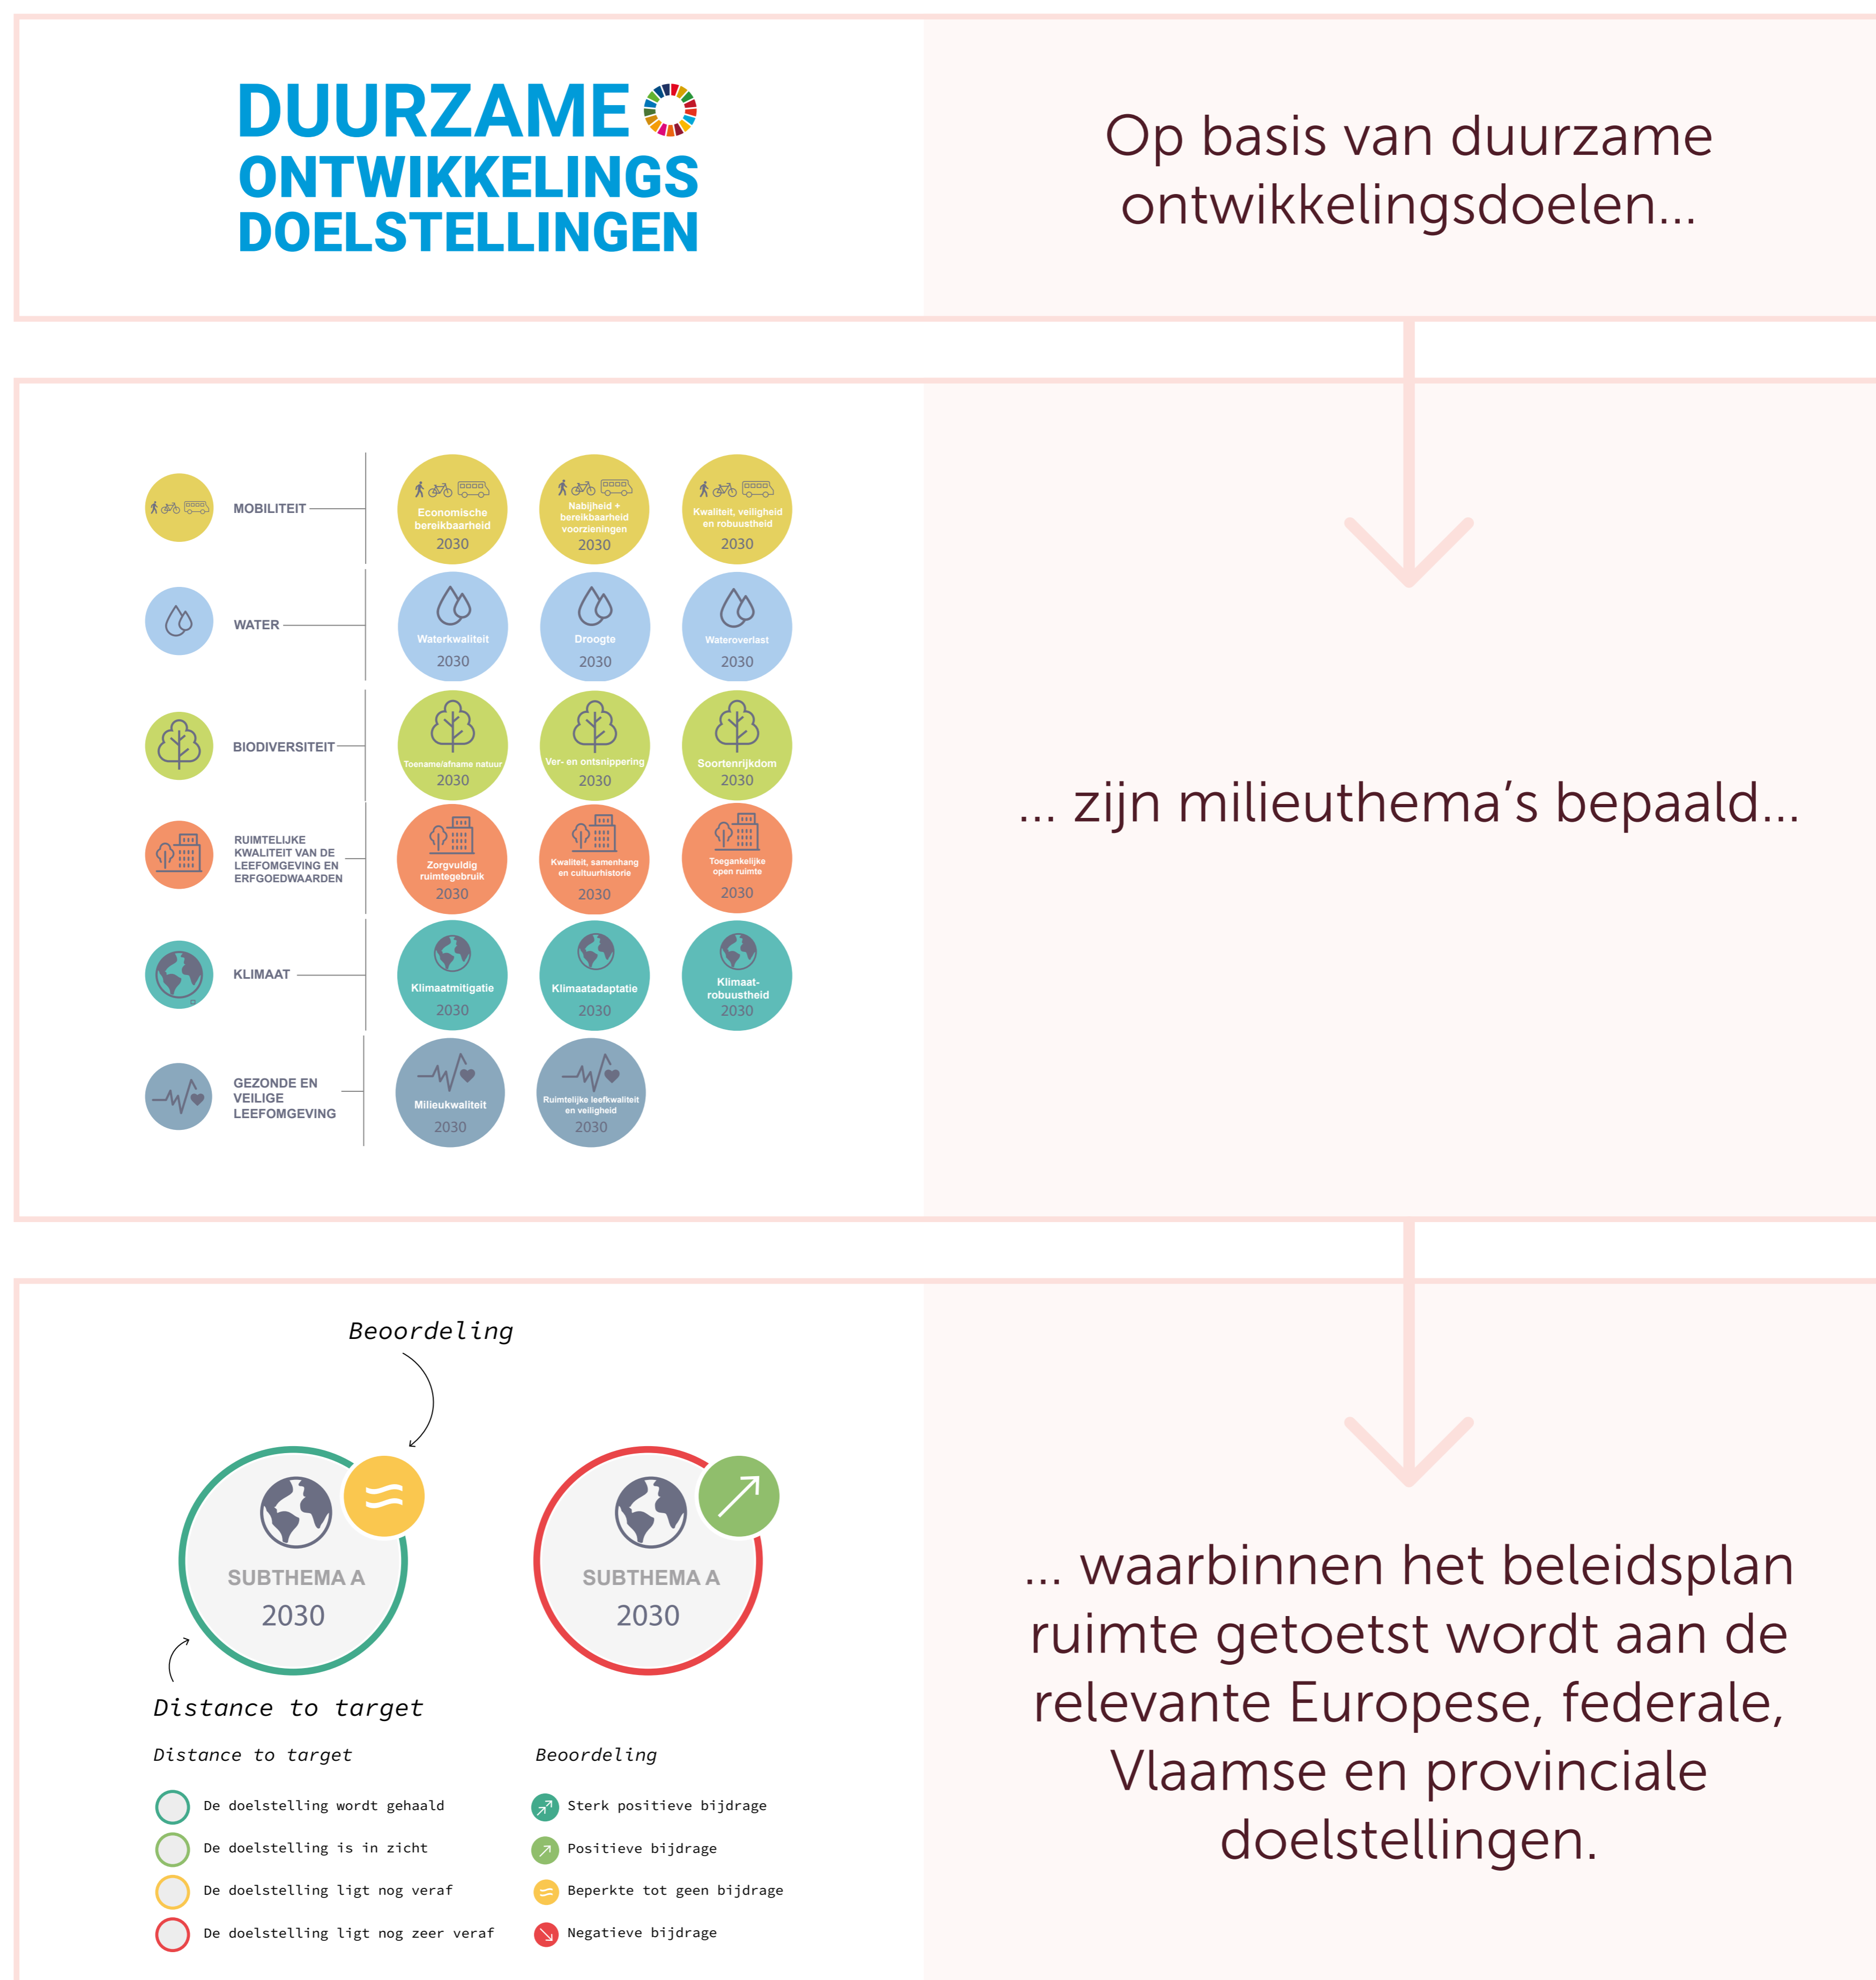 DUURZAME
ONTWIKKELINGS
DOELSTELLINGEN
Op basis van duurzame
ontwikkelingsdoelen...
MOBILITEIT
Economische
bereikbaarheid
2030
Nabijheid +
bereikbaarheid
voorzieningen
2030
Kwaliteit, veiligheid
en robuustheid
2030
WATER
Waterkwaliteit
2030
Droogte
2030
Wateroverlast
2030
BIODIVERSITEIT
Toename/afname natuur
2030
Ver- en ontsnippering
2030
Soortenrijkdom
2030
RUIMTELIJKE
KWALITEIT VAN DE
LEEFOMGEVING EN
ERFGOEDWAARDEN
Zorgvuldig
ruimtegebruik
2030
Kwaliteit, samenhang
en cultuurhistorie
2030
Toegankelijke
open ruimte
2030
KLIMAAT
Klimaatmitigatie
2030
Klimaatadaptatie
2030
Klimaat-
robuustheid
2030
GEZONDE EN
VEILIGE
LEEFOMGEVING
Milieukwaliteit
2030
Ruimtelijke leefkwaliteit
en veiligheid
2030
... zijn milieuthema's bepaald...
Beoordeling
SUBTHEMA A
2030
SUBTHEMA A
2030
Distance to target
Distance to target
De doelstelling wordt gehaald
De doelstelling is in zicht
De doelstelling ligt nog veraf
De doelstelling ligt nog zeer veraf
Beoordeling
Sterk positieve bijdrage
Positieve bijdrage
Beperkte tot geen bijdrage
Negatieve bijdrage
... waarbinnen het beleidsplan
ruimte getoetst wordt aan de
relevante Europese, federale,
Vlaamse en provinciale
doelstellingen.